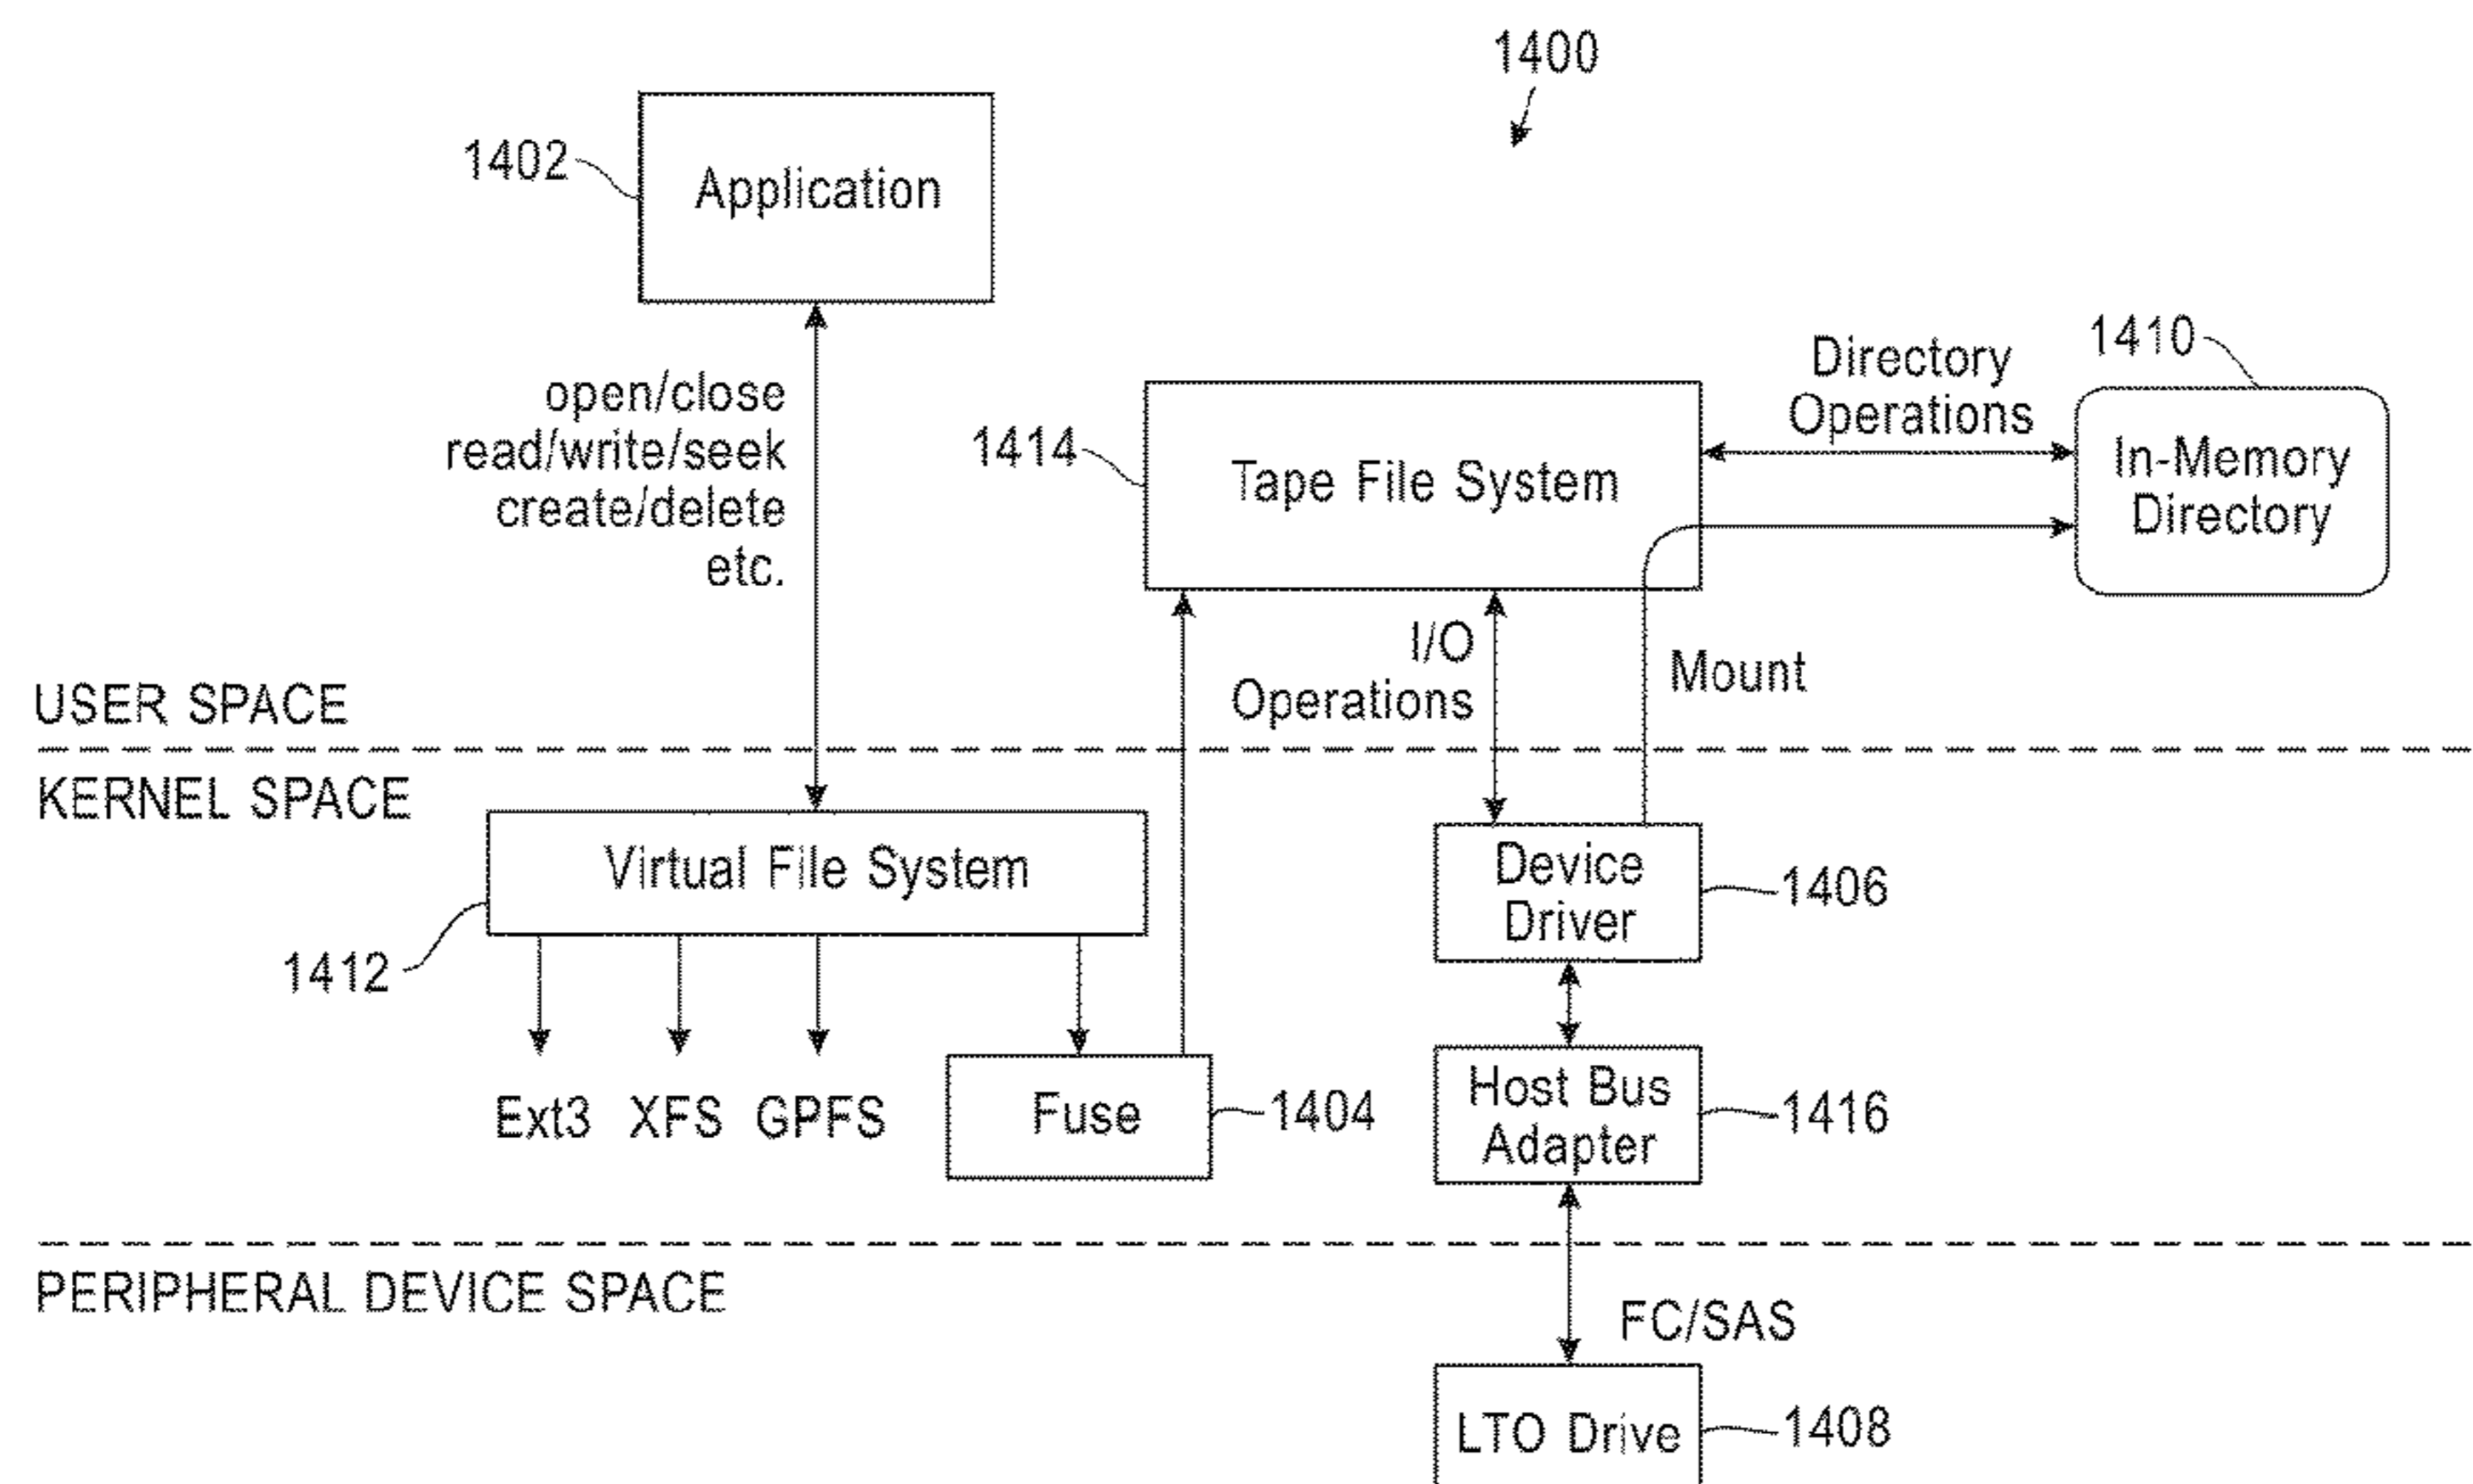 1400
1402
Application
open/close
read/write/seek
create/delete
etc.
1414
Tape File System
Directory
Operations
1410
In-Memory
Directory
I/O
Operations
Mount
USER SPACE
KERNEL SPACE
Virtual File System
1412
Device
Driver
1406
Ext3 XFS GPFS
Fuse
1404
Host Bus
Adapter
1416
PERIPHERAL DEVICE SPACE
FC/SAS
LTO Drive
1408